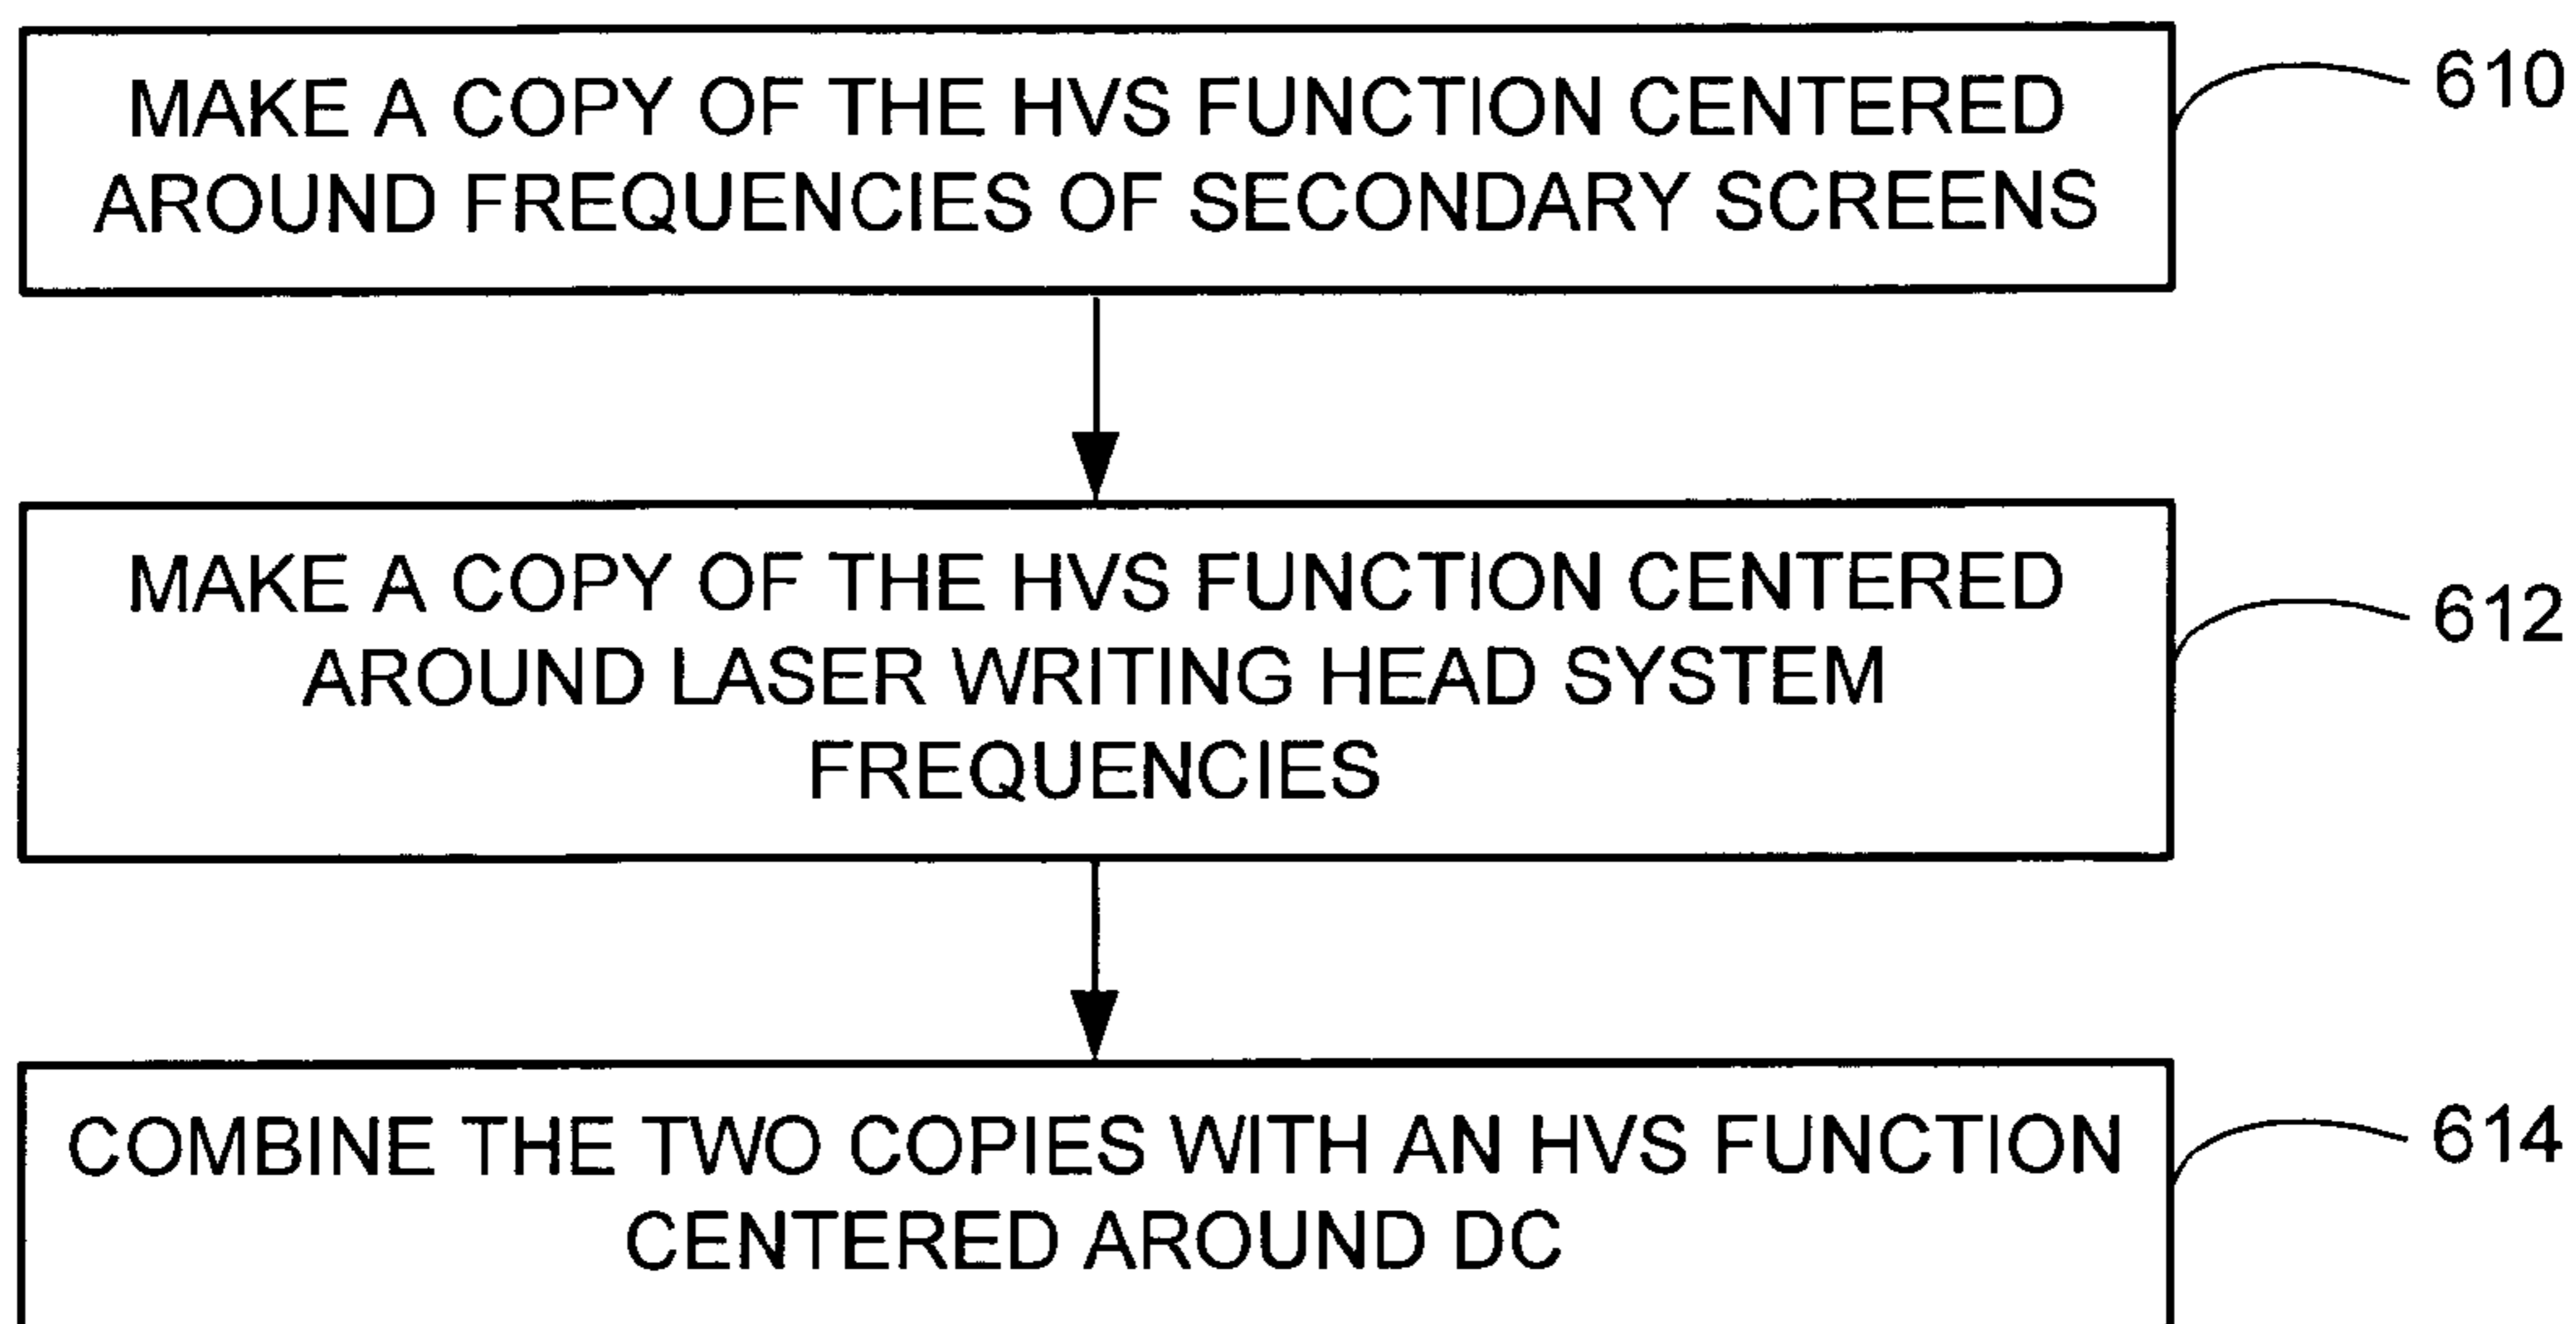 MAKE A COPY OF THE HVS FUNCTION CENTERED
AROUND FREQUENCIES OF SECONDARY SCREENS
610
MAKE A COPY OF THE HVS FUNCTION CENTERED
AROUND LASER WRITING HEAD SYSTEM
FREQUENCIES
612
COMBINE THE TWO COPIES WITH AN HVS FUNCTION
CENTERED AROUND DC
614